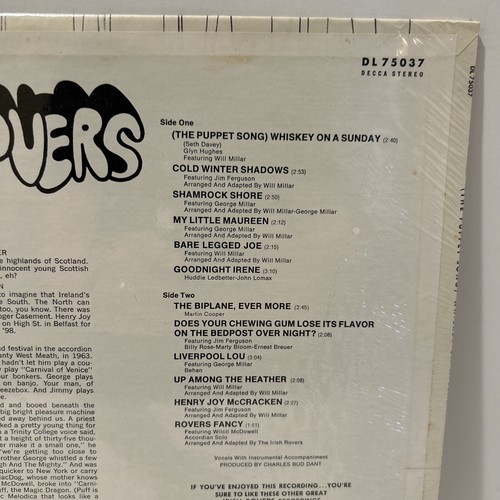 DL 75037
DECCA STEREO
DL 75037
OVERS
Side One
(THE PUPPET SONG) WHISKEY ON A SUNDAY (2:40)
(Seth Davey)
Glyn Hughes
Featuring Will Millar
COLD WINTER SHADOWS (2:53)
Featuring Jim Ferguson
Arranged And Adapted By Will Millar
SHAMROCK SHORE (2:50)
Featuring George Millar
Arranged And Adapted By Will Millar-George Millar
MY LITTLE MAUREEN (2:12)
Featuring George Millar
Arranged And Adapted By Will Millar
BARE LEGGED JOE (2:15)
Featuring Will Millar
Arranged And Adapted By Will Millar
GOODNIGHT IRENE (3:10)
Huddie Ledbetter-John Lomax
Side Two
THE BIPLANE, EVER MORE (2:45)
Martin Cooper
DOES YOUR CHEWING GUM LOSE ITS FLAVOR
ON THE BEDPOST OVER NIGHT? (2:08)
Featuring Jim Ferguson
Billy Rose-Marty Bloom-Ernest Breuer
LIVERPOOL LOU (3:04)
Featuring George Millar
Behan
UP AMONG THE HEATHER (2:08)
Featuring Will Millar
Arranged And Adapted By Will Millar
HENRY JOY McCRACKEN (2:27)
Featuring Jim Ferguson
Arranged And Adapted By Will Millar
ROVERS FANCY (1:51)
Featuring Wilcil McDowell
Accordian Solo
Arranged And Adapted By The Irish Rovers
Vocals With Instrumental Accompaniment
PRODUCED BY CHARLES BUD DANT
IF YOU'VE ENJOYED THIS RECORDING...YOU'RE
SURE TO LIKE THESE OTHER GREAT
ER
highlands of Scotland.
innocent young Scottish
, eh?
N
to imagine that Ireland's
e South. The North can
too, you know. There was
oger Casement. Henry Joy
on High St. in Belfast for
'98.
nd festival in the accordion
unty West Meath, in 1963.
hadn't let him play a cou-
play "Carnival of Venice"
ur bonkers. George plays
on banjo. Your man, of
eezebox. And Jimmy plays
e.
d and booed beneath the
big bright pleasure machine
ed away behind us. A priest
ked a pretty young thing for
n a Trinity College voice said,
t a height of thirty-five thou-
er make it a small one," he
e're getting too close to
rother George whistled a few
gh And The Mighty." And was
quicker to New York or carry
acDog, whose mother knows
McDowell, broke into "Carni-
uff, the Magic Dragon. (Puff is
c Melodica that looks like a